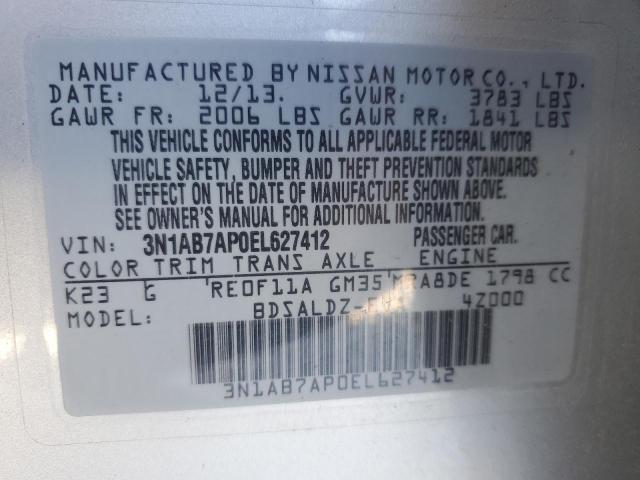 MANUFACTURED BY NISSAN MOTOR CO., LTD.
DATE: 12/13. GVWR: 3783 LBS
GAWR FR: 2006 LBS GAWR RR: 1841 LBS
THIS VEHICLE CONFORMS TO ALL APPLICABLE FEDERAL MOTOR
VEHICLE SAFETY, BUMPER AND THEFT PREVENTION STANDARDS
IN EFFECT ON THE DATE OF MANUFACTURE SHOWN ABOVE.
SEE OWNER'S MANUAL FOR ADDITIONAL INFORMATION.
VIN: 3N1AB7AP0EL627412 PASSENGER CAR.
COLOR TRIM TRANS AXLE ENGINE
K23 G RE0F11A GM35 MRA8DE 1798 CC
MODEL: 4Z000
3N1AB7AP0EL627412